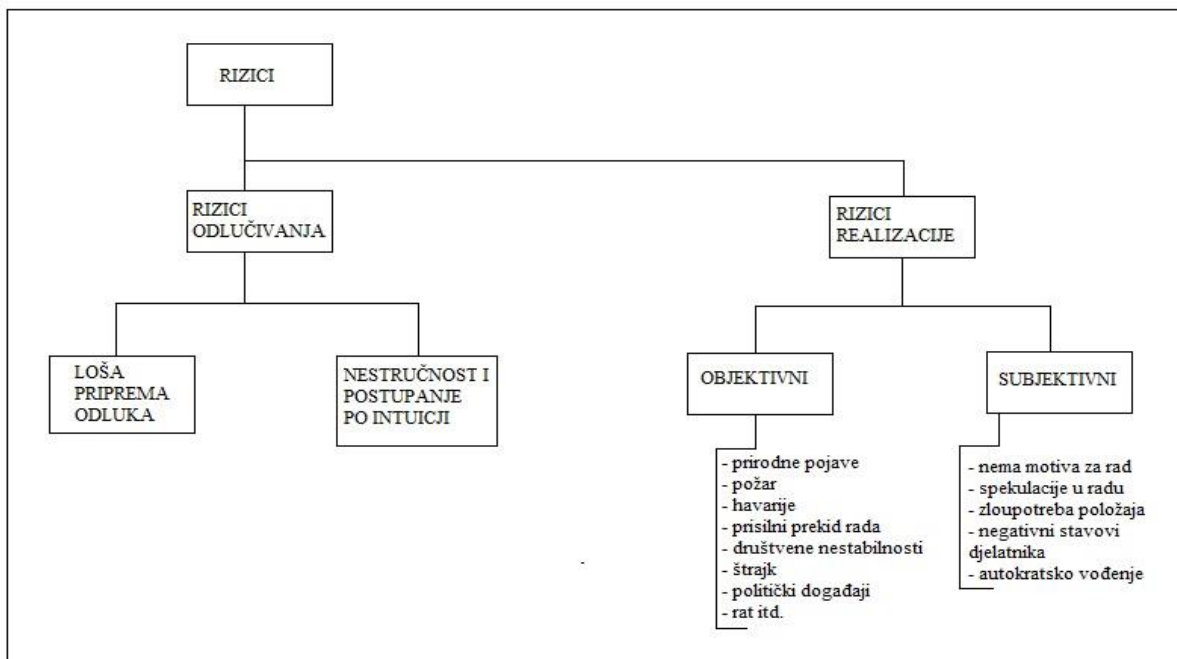 RIZICI
RIZICI
ODLUČIVANJA
RIZICI
REALIZACIJE
LOŠA
PRIPREMA
ODLUKA
NESTRUČNOST I
POSTUPANJE
PO INTUICJI
OBJEKTIVNI
SUBJEKTIVNI
- prirodne pojave
- požar
- havarije
- prisilni prekid rada
- društvene nestabilnosti
- štrajk
- politički događaji
- rat itd.
- nema motiva za rad
- spekulacije u radu
- zloupotreba položaja
- negativni stavovi
djelatnika
- autokratsko vođenje